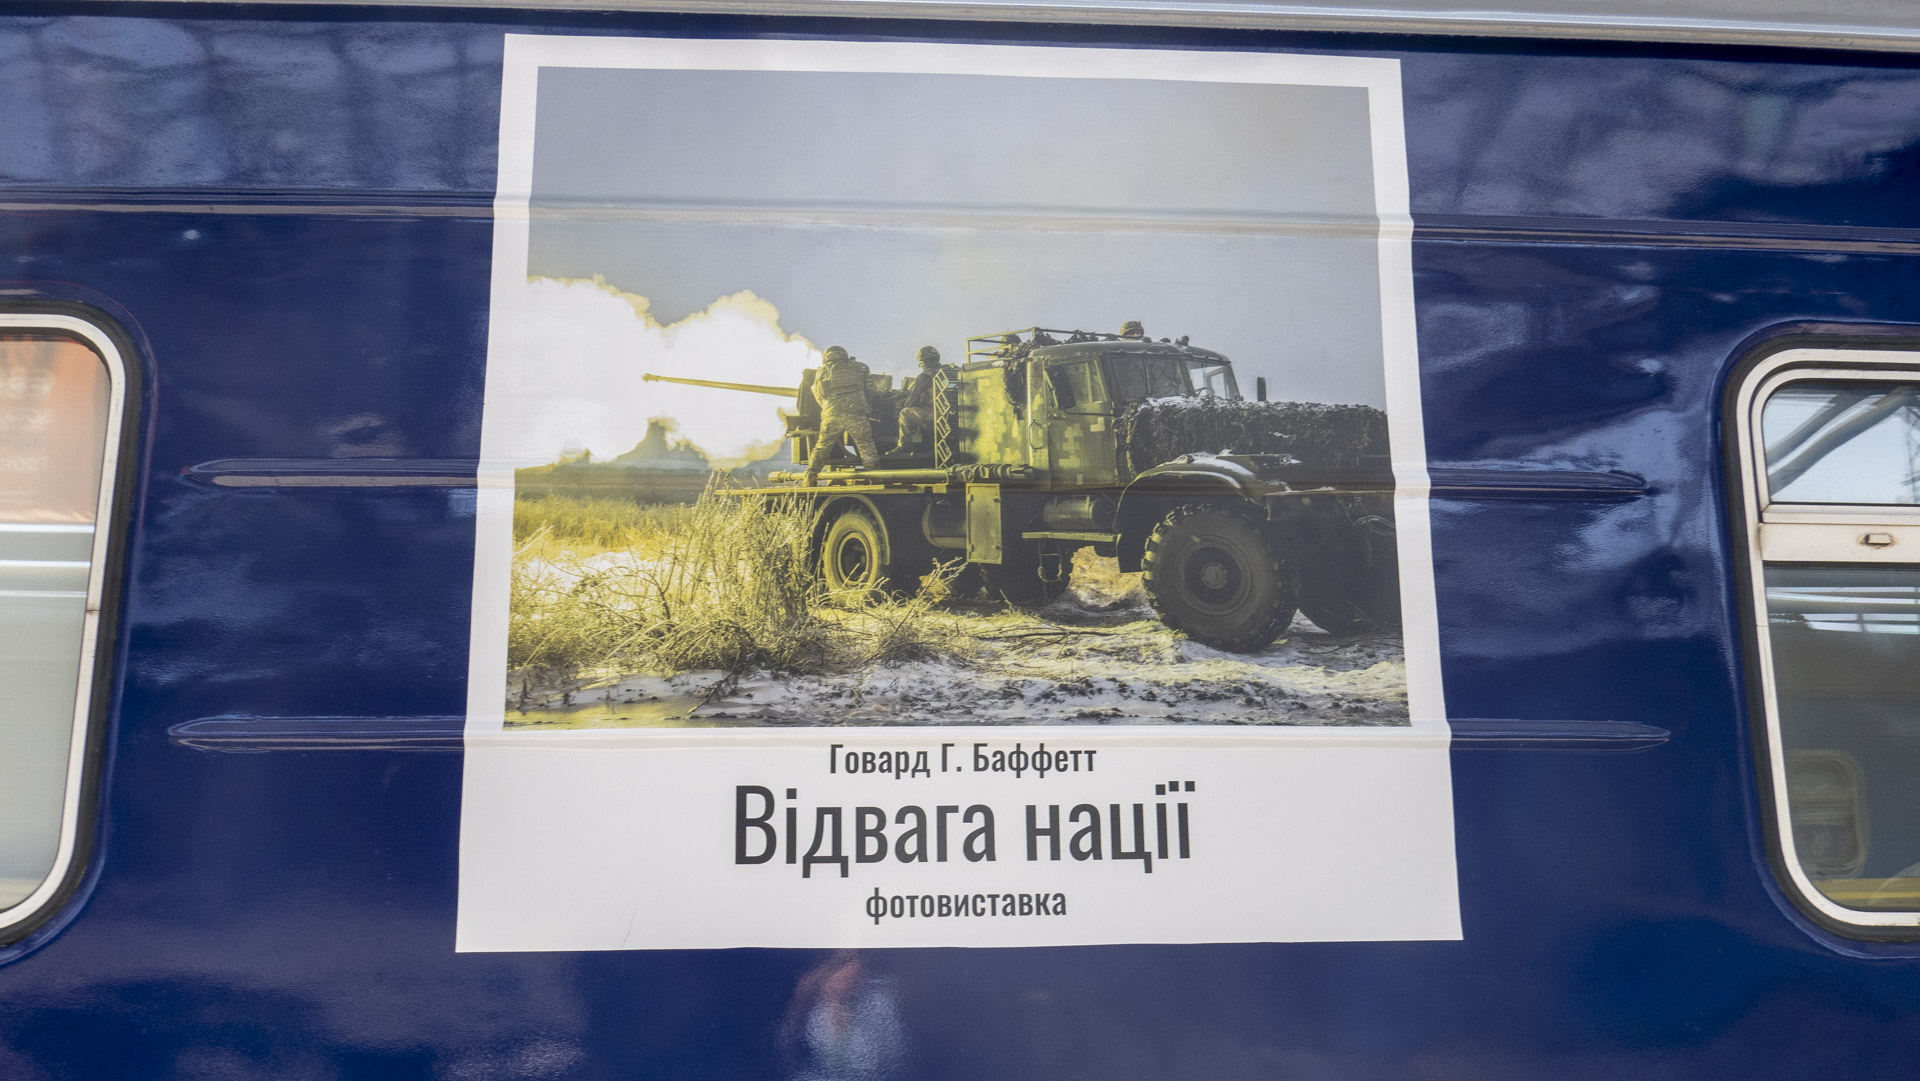 Говард Г. Баффетт
Відвага нації
фотовиставка